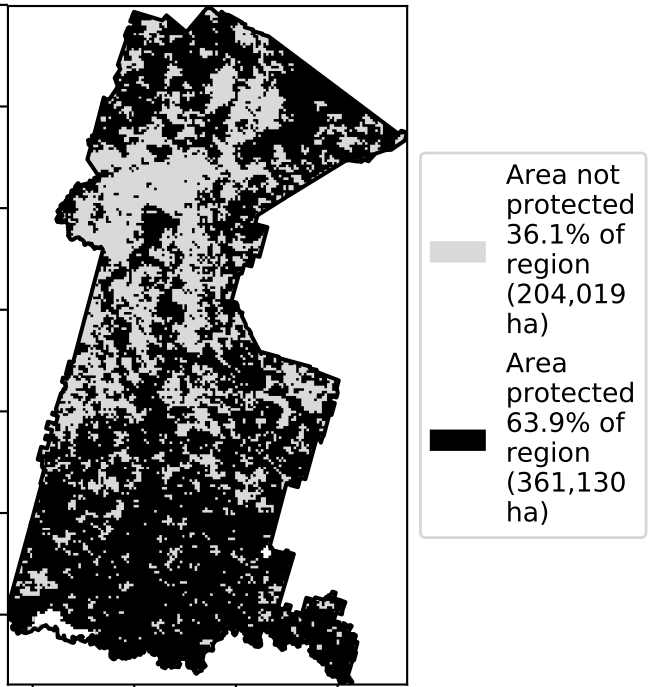 Area not
protected
36.1% of
region
(204,019
ha)
Area
protected
63.9% of
region
(361,130
ha)